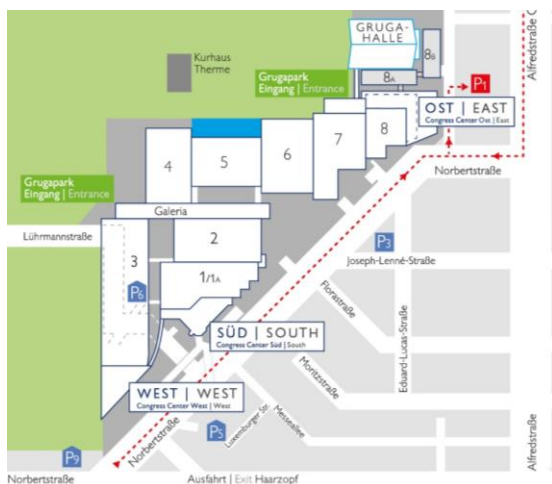 GRUGA-
HALLE
8B
8A
Kurhaus
Therme
Grugapark
Eingang | Entrance
P1
Alfredstraße
OST | EAST
Congress Center Ost | East
7
8
6
5
4
Norbertstraße
Grugapark
Eingang | Entrance
Galeria
Lührmannstraße
2
3
P3
Joseph-Lenné-Straße
1/1A
P6
Florastraße
Eduard-Lucas-Straße
SÜD | SOUTH
Congress Center Süd | South
Moritzstraße
WEST | WEST
Congress Center West | West
Luxemburger Str.
Messeallee
P5
Norbertstraße
Alfredstraße
P9
Norbertstraße
Ausfahrt | Exit Haarzopf